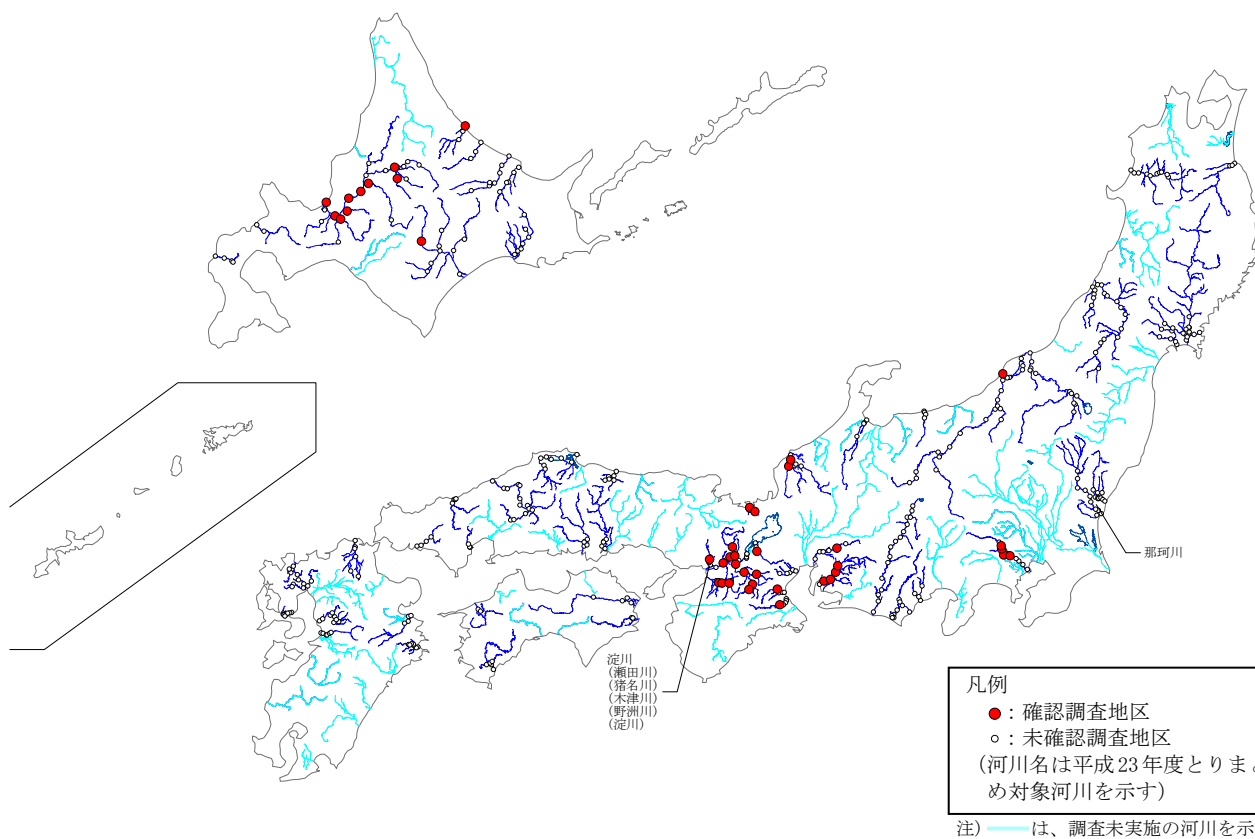 那珂川
淀川
(瀬田川)
(猪名川)
(木津川)
(野洲川)
(淀川)
凡例
：確認調査地区
：未確認調査地区
(河川名は平成23年度とりまと
め対象河川を示す)
注) は、調査未実施の河川を示